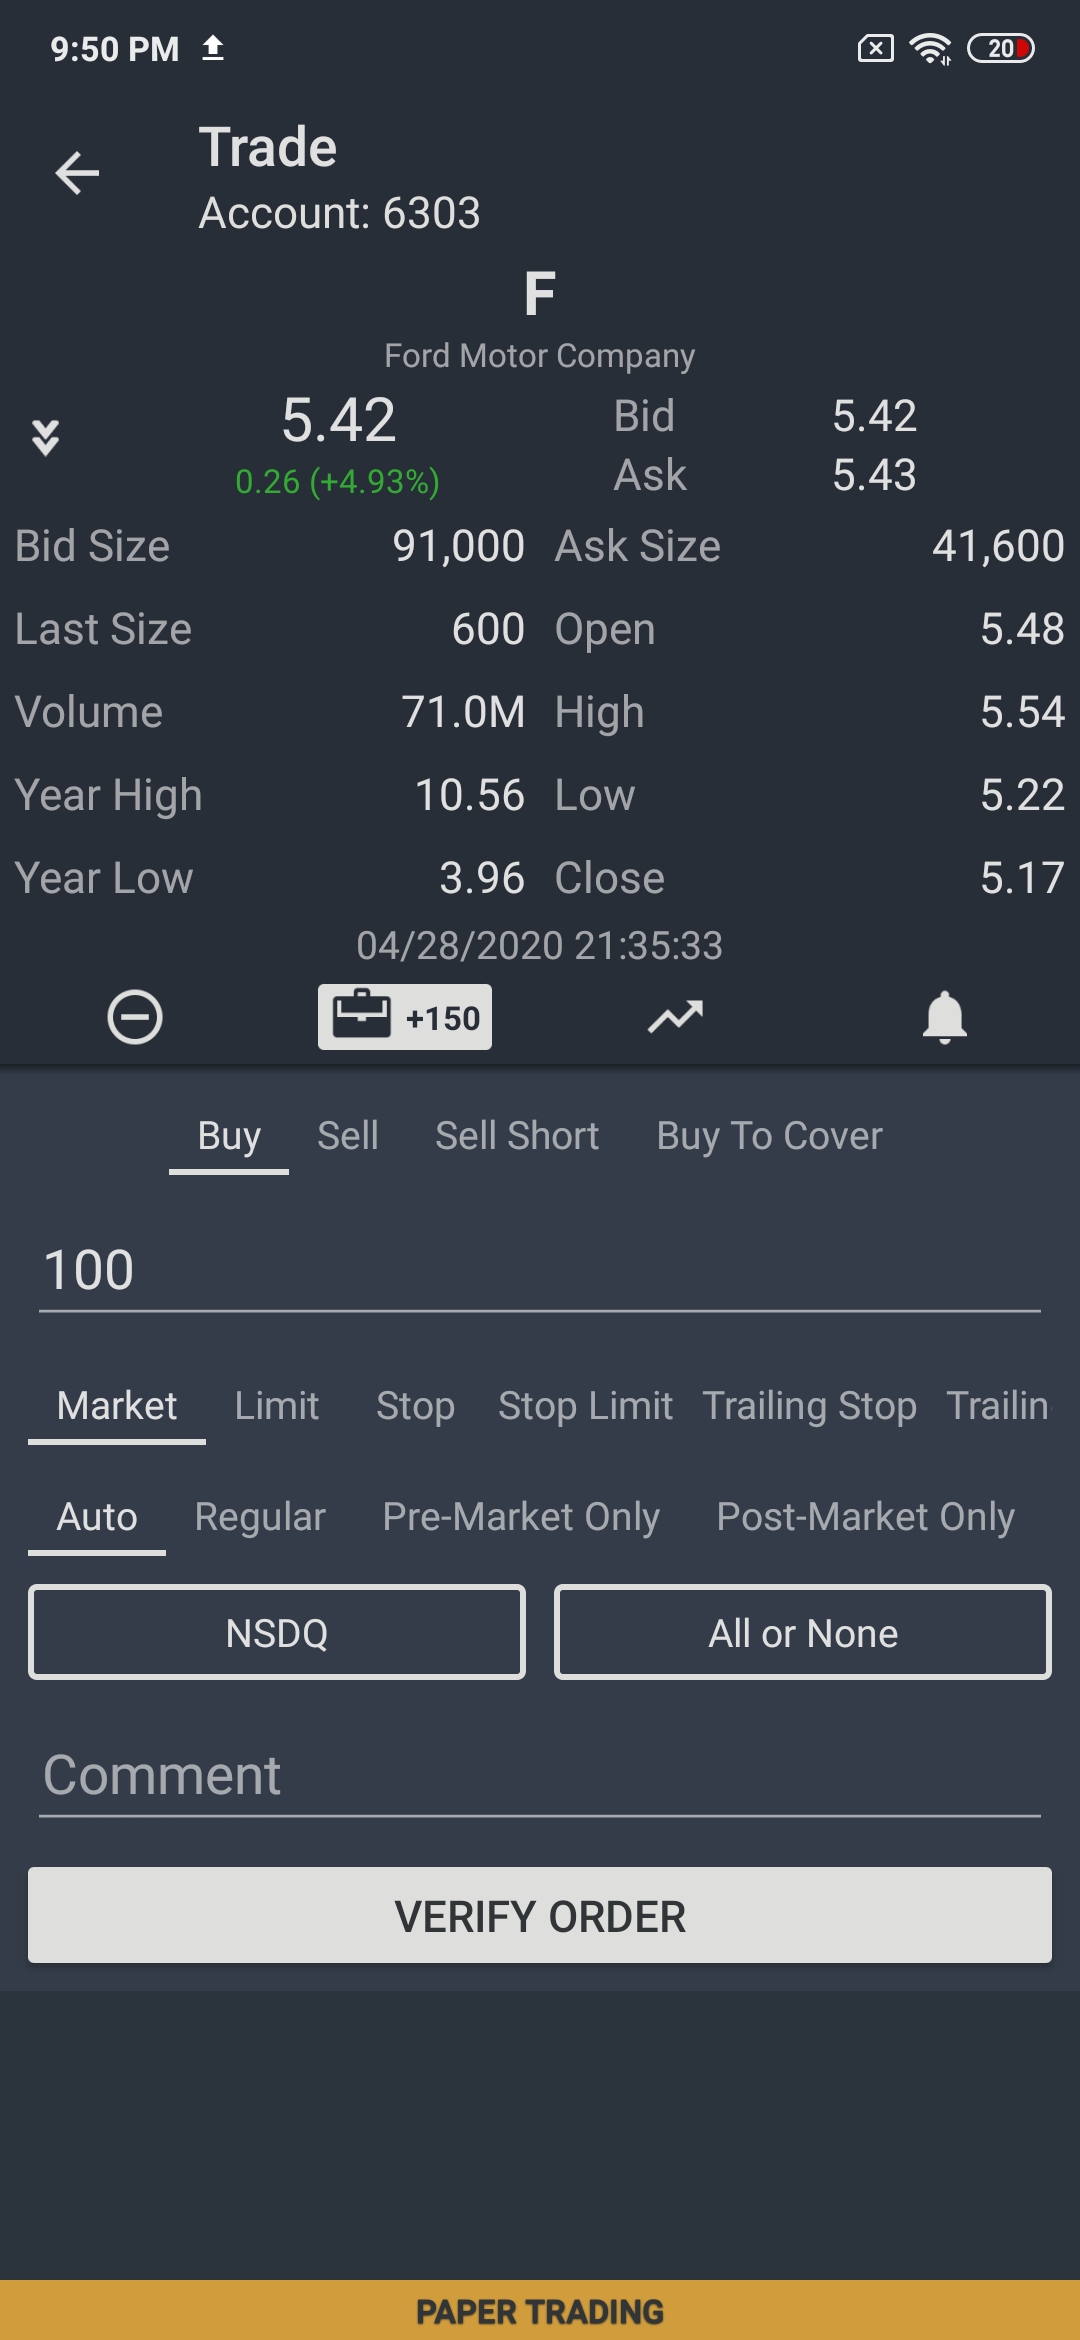 9:50 PM 20
Trade
Account: 6303
F
Ford Motor Company
5.42 Bid 5.42
0.26 (+4.93%) Ask 5.43
Bid Size 91,000 Ask Size 41,600
Last Size 600 Open 5.48
Volume 71.0M High 5.54
Year High 10.56 Low 5.22
Year Low 3.96 Close 5.17
04/28/2020 21:35:33
+150
Buy Sell Sell Short Buy To Cover
100
Market Limit Stop Stop Limit Trailing Stop Trailin
Auto Regular Pre-Market Only Post-Market Only
NSDQ All or None
Comment
VERIFY ORDER
PAPER TRADING